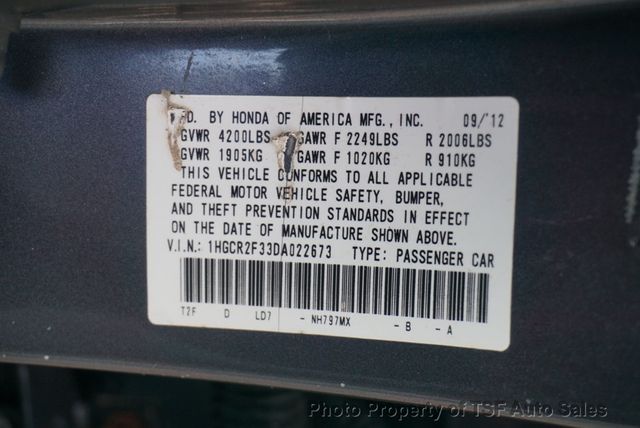 BY HONDA OF AMERICA MFG., INC. 09/'12
GVWR 4200LBS GAWR F 2249LBS R 2006LBS
GVWR 1905KG GAWR F 1020KG R 910KG
THIS VEHICLE CONFORMS TO ALL APPLICABLE
FEDERAL MOTOR VEHICLE SAFETY, BUMPER,
AND THEFT PREVENTION STANDARDS IN EFFECT
ON THE DATE OF MANUFACTURE SHOWN ABOVE.
V.I.N.: 1HGCR2F33DA022673 TYPE: PASSENGER CAR
T2F D LD7 - NH797MX - B - A
Photo Property of TSF Auto Sales